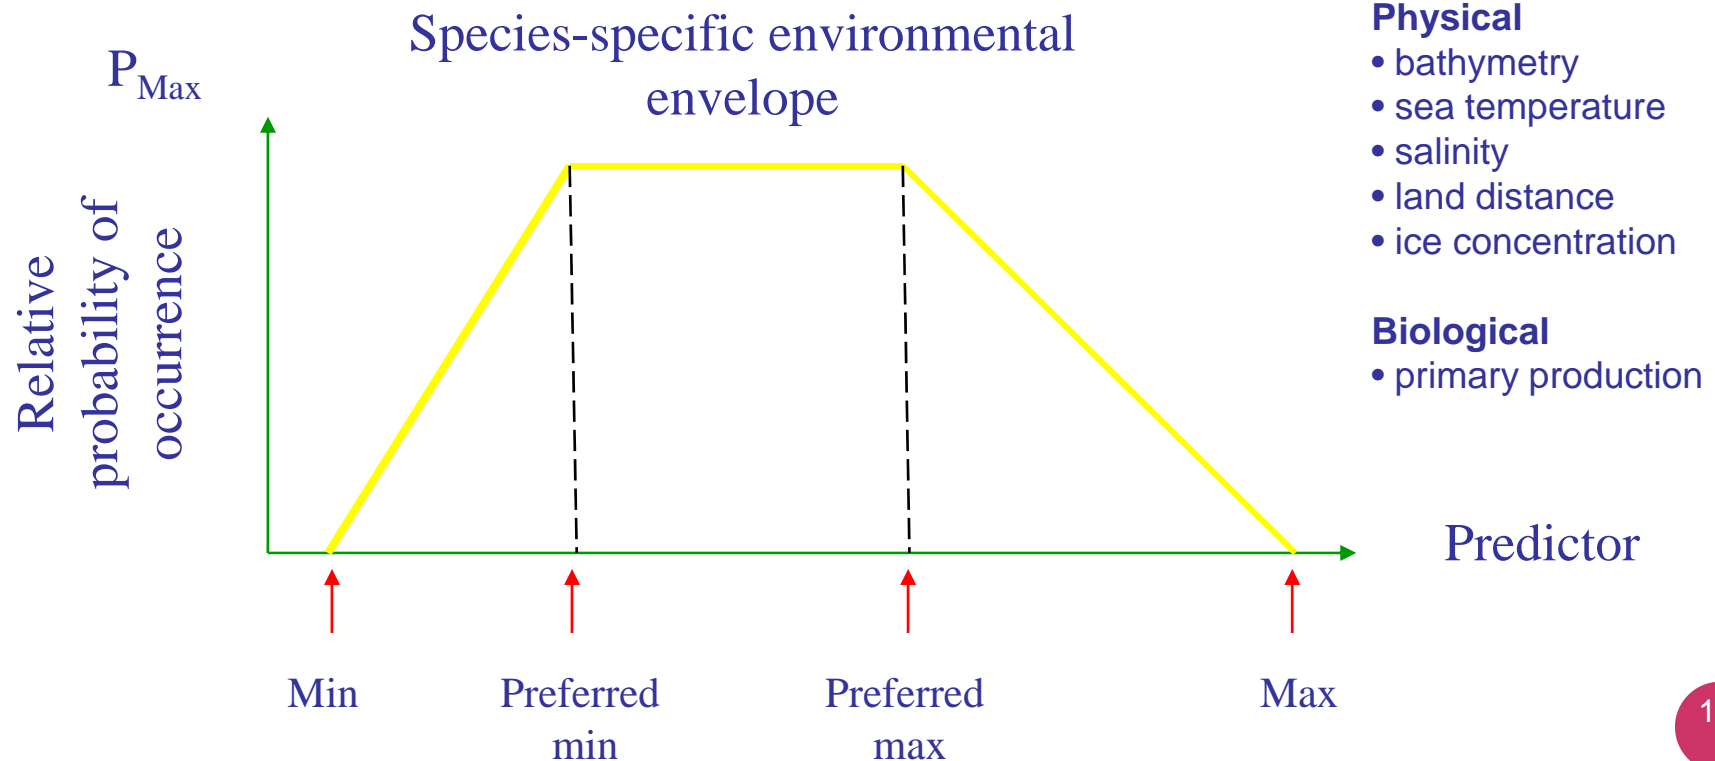 Species-specific environmental
envelope
P_Max
Relative
probability of
occurrence
Min
Preferred
min
Preferred
max
Max
Predictor
Physical
• bathymetry
• sea temperature
• salinity
• land distance
• ice concentration
Biological
• primary production